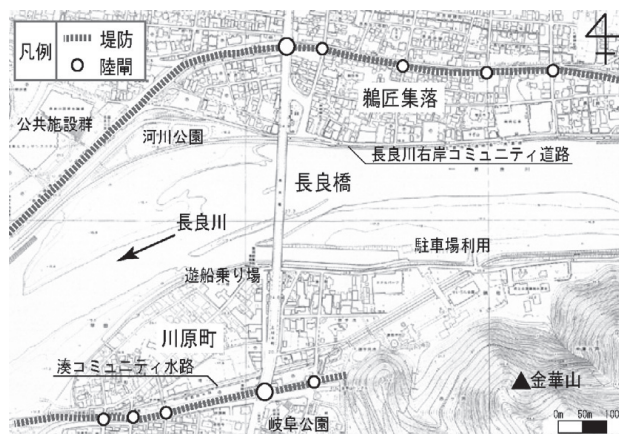 凡例
堤防
陸閘
公共施設群
河川公園
鵜匠集落
長良川右岸コミュニティ道路
長良橋
長良川
駐車場利用
遊船乗り場
川原町
湊コミュニティ水路
岐阜公園
金華山
0m 50m 100